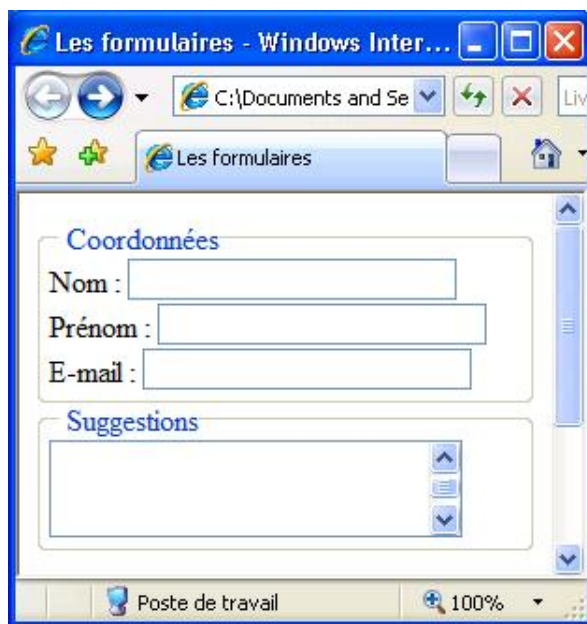 Les formulaires - Windows Inter...
C:\Documents and Se
Liv
Les formulaires
Coordonnées
Nom :
Prénom :
E-mail :
Suggestions
Poste de travail
100%